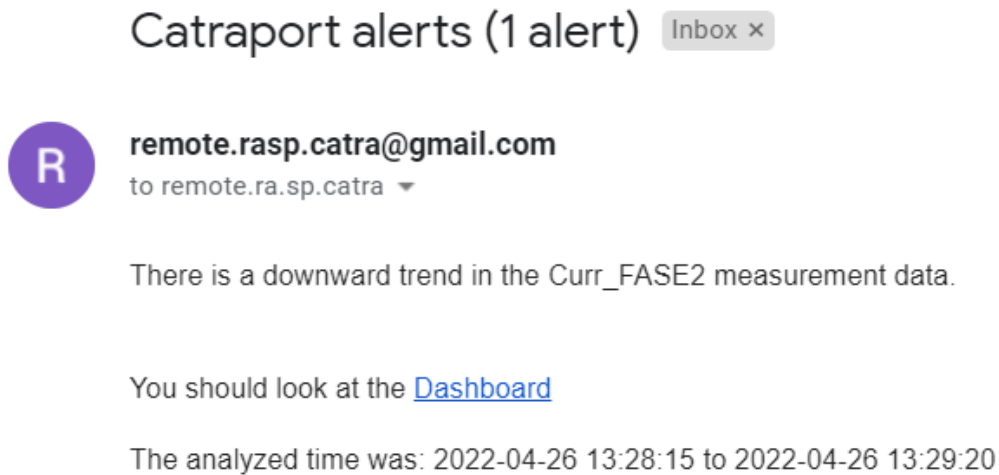 Catraport alerts (1 alert) Inbox ×
R
remote.rasp.catra@gmail.com
to remote.ra.sp.catra
There is a downward trend in the Curr_FASE2 measurement data.
You should look at the Dashboard
The analyzed time was: 2022-04-26 13:28:15 to 2022-04-26 13:29:20